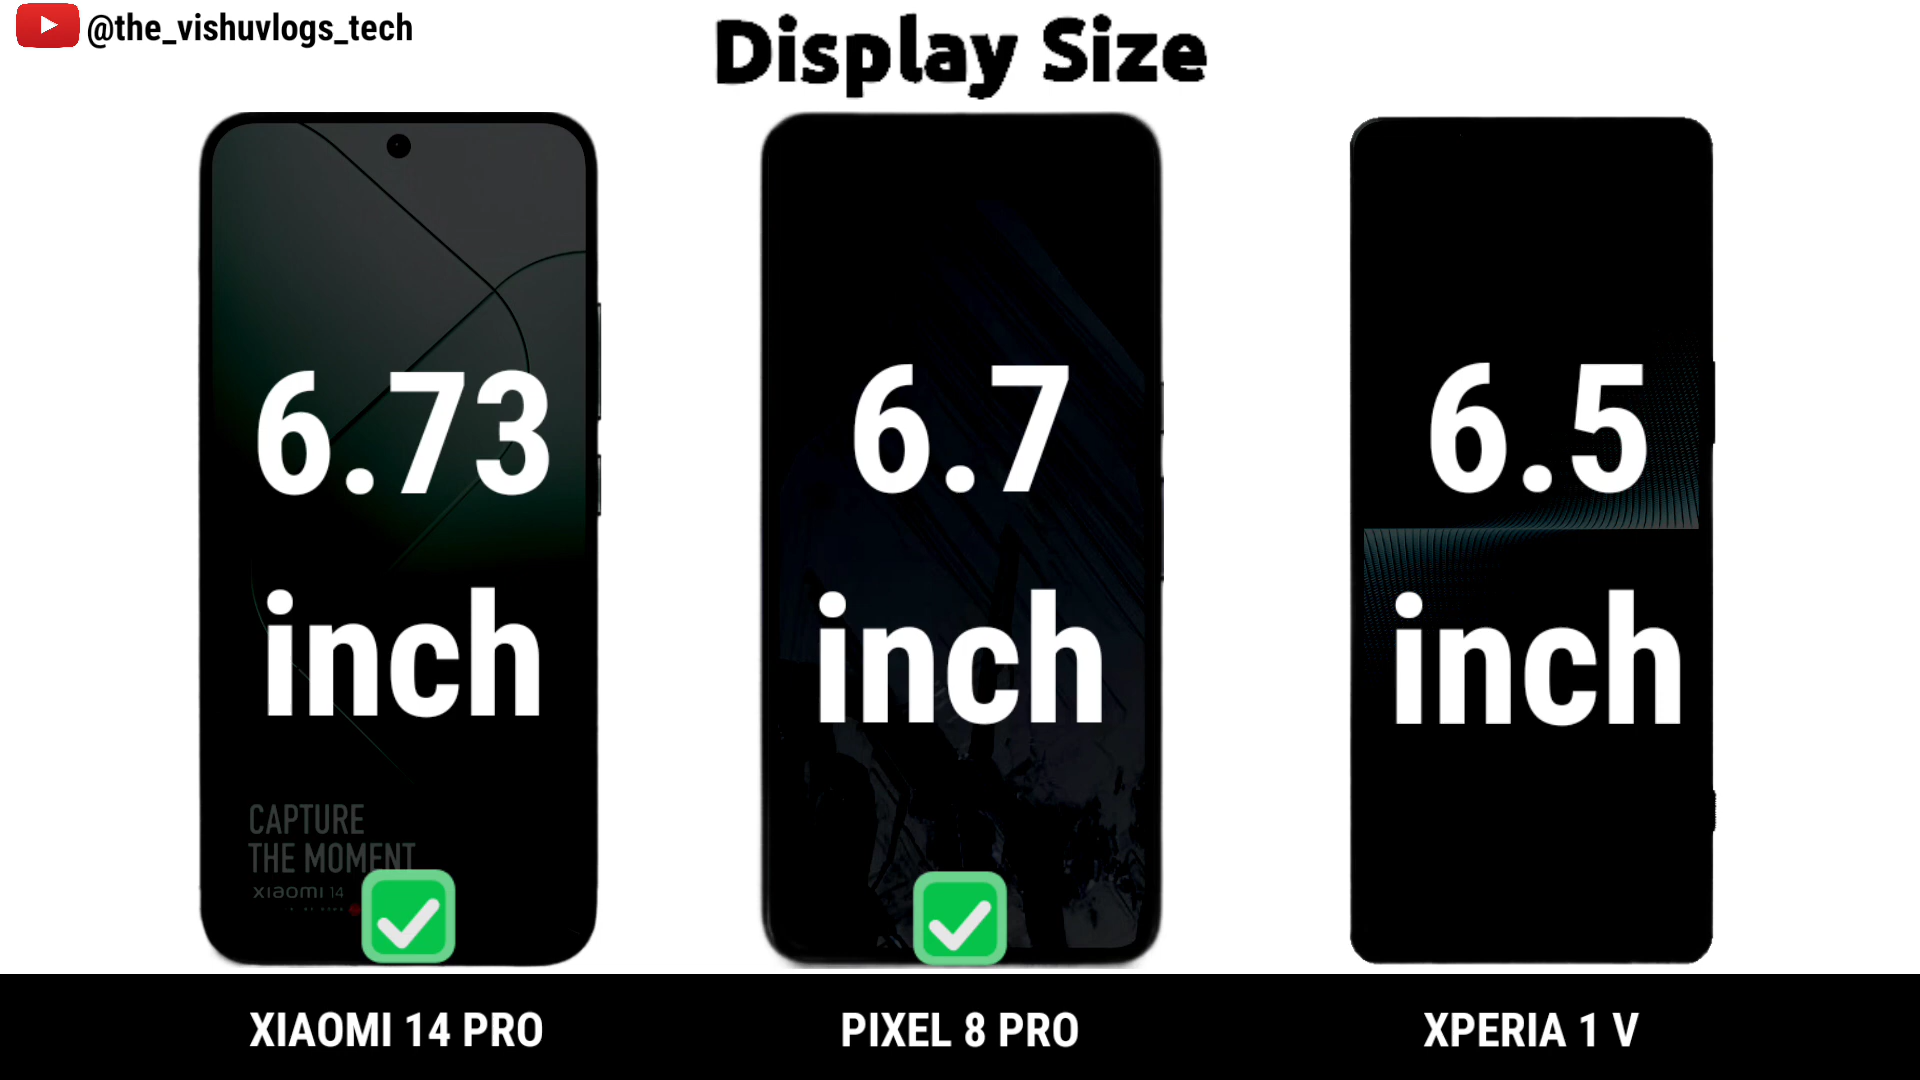 @the_vishuvlogs_tech
Display Size
6.73
inch
CAPTURE
THE MOMENT
xiaomi 14
6.7
inch
6.5
inch
XIAOMI 14 PRO
PIXEL 8 PRO
XPERIA 1 V